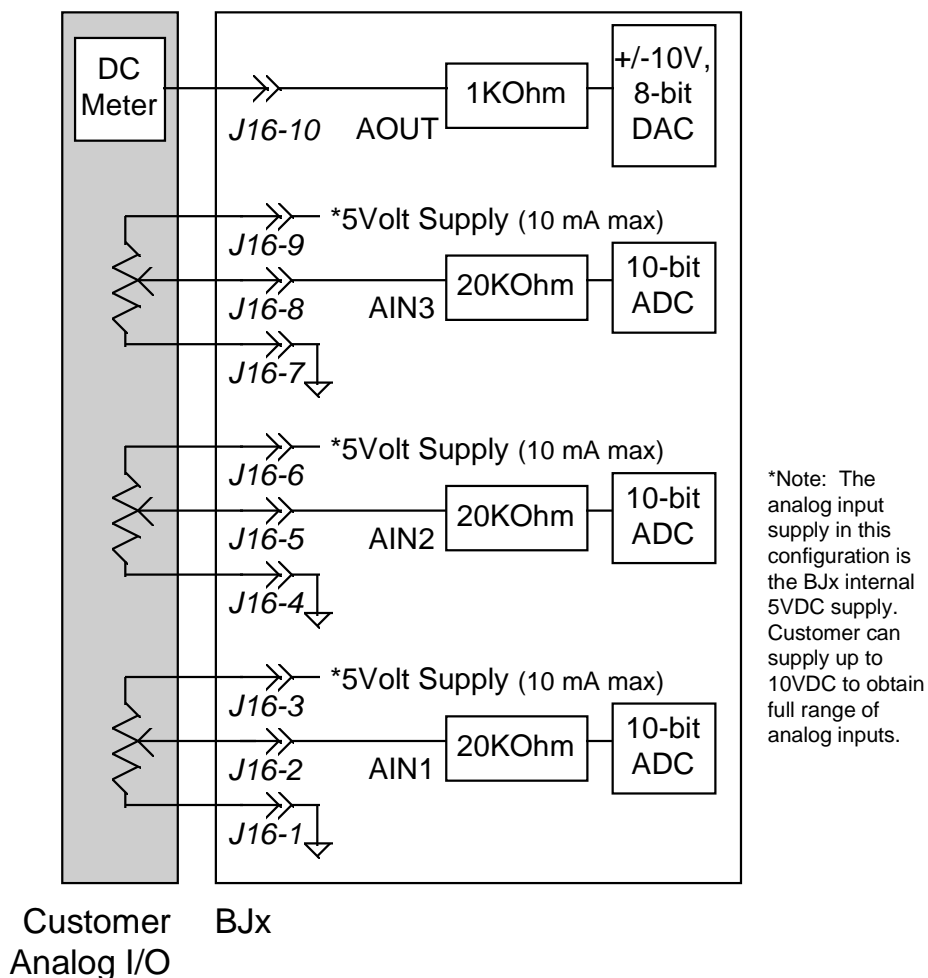 DC
Meter
J16-10
AOUT
1KOhm
+/-10V,
8-bit
DAC
*5Volt Supply (10 mA max)
J16-9
J16-8
AIN3
20KOhm
10-bit
ADC
J16-7
*5Volt Supply (10 mA max)
J16-6
J16-5
AIN2
20KOhm
10-bit
ADC
J16-4
*5Volt Supply (10 mA max)
J16-3
J16-2
AIN1
20KOhm
10-bit
ADC
J16-1
*Note: The
analog input
supply in this
configuration is
the BJx internal
5VDC supply.
Customer can
supply up to
10VDC to obtain
full range of
analog inputs.
Customer
Analog I/O
BJx